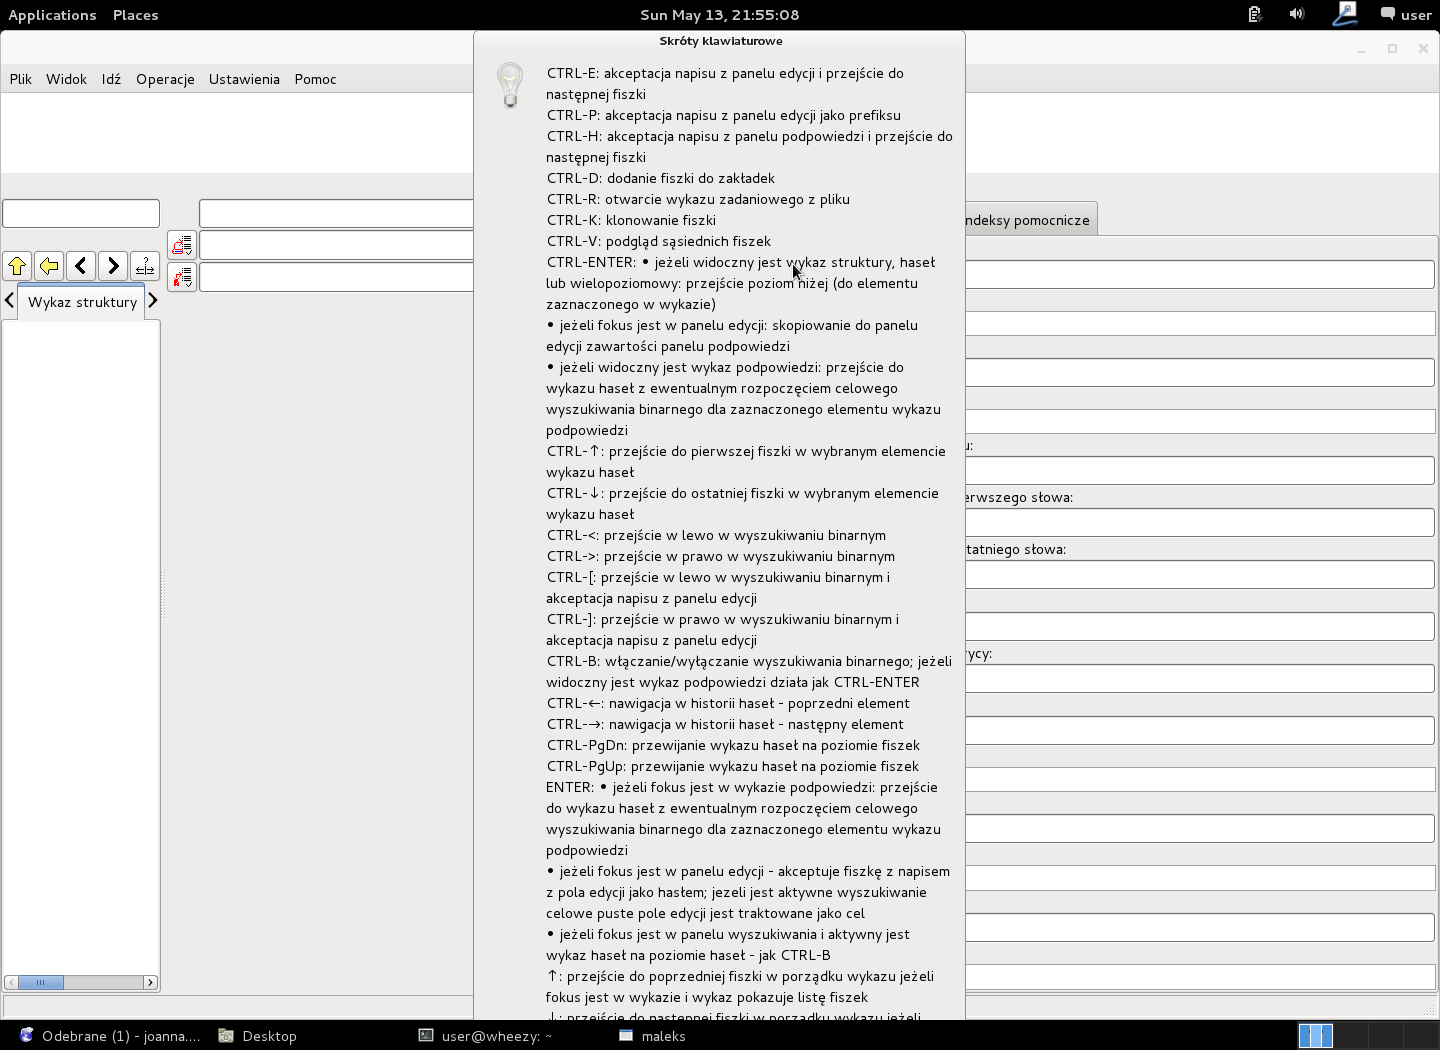 Applications Places Sun May 13, 21:55:08 user
Skróty klawiaturowe
Plik Widok Idź Operacje Ustawienia Pomoc
CTRL-E: akceptacja napisu z panelu edycji i przejście do
następnej fiszki
CTRL-P: akceptacja napisu z panelu edycji jako prefiksu
CTRL-H: akceptacja napisu z panelu podpowiedzi i przejście do
następnej fiszki
CTRL-D: dodanie fiszki do zakładek
CTRL-R: otwarcie wykazu zadaniowego z pliku
CTRL-K: klonowanie fiszki
CTRL-V: podgląd sąsiednich fiszek
CTRL-ENTER: • jeżeli widoczny jest wykaz struktury, haseł
lub wielopoziomowy: przejście poziom niżej (do elementu
zaznaczonego w wykazie)
• jeżeli fokus jest w panelu edycji: skopiowanie do panelu
edycji zawartości panelu podpowiedzi
• jeżeli widoczny jest wykaz podpowiedzi: przejście do
wykazu haseł z ewentualnym rozpoczęciem celowego
wyszukiwania binarnego dla zaznaczonego elementu wykazu
podpowiedzi
CTRL-↑: przejście do pierwszej fiszki w wybranym elemencie
wykazu haseł
CTRL-↓: przejście do ostatniej fiszki w wybranym elemencie
wykazu haseł
CTRL-<: przejście w lewo w wyszukiwaniu binarnym
CTRL->: przejście w prawo w wyszukiwaniu binarnym
CTRL-[: przejście w lewo w wyszukiwaniu binarnym i
akceptacja napisu z panelu edycji
CTRL-]: przejście w prawo w wyszukiwaniu binarnym i
akceptacja napisu z panelu edycji
CTRL-B: włączanie/wyłączanie wyszukiwania binarnego; jeżeli
widoczny jest wykaz podpowiedzi działa jak CTRL-ENTER
CTRL-←: nawigacja w historii haseł - poprzedni element
CTRL-→: nawigacja w historii haseł - następny element
CTRL-PgDn: przewijanie wykazu haseł na poziomie fiszek
CTRL-PgUp: przewijanie wykazu haseł na poziomie fiszek
ENTER: • jeżeli fokus jest w wykazie podpowiedzi: przejście
do wykazu haseł z ewentualnym rozpoczęciem celowego
wyszukiwania binarnego dla zaznaczonego elementu wykazu
podpowiedzi
• jeżeli fokus jest w panelu edycji - akceptuje fiszkę z napisem
z pola edycji jako hasłem; jezeli jest aktywne wyszukiwanie
celowe puste pole edycji jest traktowane jako cel
• jeżeli fokus jest w panelu wyszukiwania i aktywny jest
wykaz haseł na poziomie haseł - jak CTRL-B
↑: przejście do poprzedniej fiszki w porządku wykazu jeżeli
fokus jest w wykazie i wykaz pokazuje listę fiszek
↓: przejście do następnej fiszki w porządku wykazu jeżeli
Wykaz struktury
ndeksy pomocnicze
u:
erwszego słowa:
tatniego słowa:
rycy:
Odebrane (1) - joanna.... Desktop user@wheezy: ~ maleks